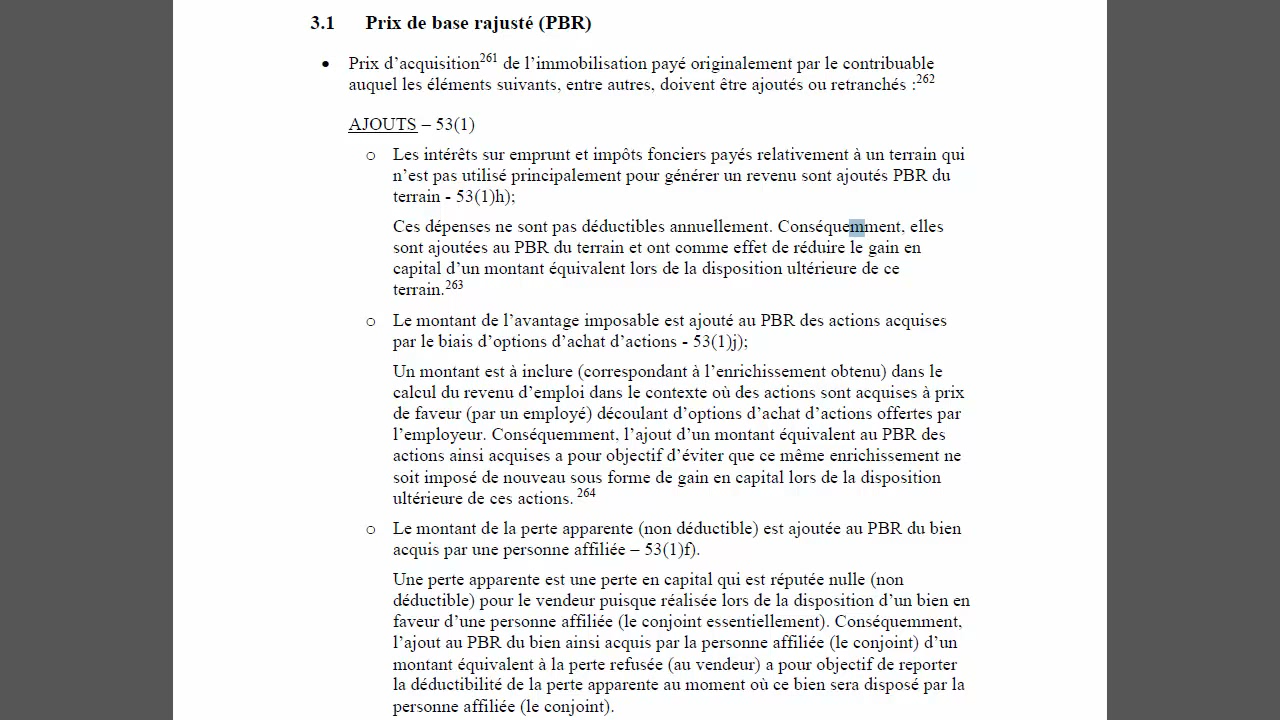 3.1 Prix de base rajusté (PBR)
• Prix d’acquisition261 de l’immobilisation payé originalement par le contribuable
auquel les éléments suivants, entre autres, doivent être ajoutés ou retranchés :262
AJOUTS – 53(1)
o Les intérêts sur emprunt et impôts fonciers payés relativement à un terrain qui
n’est pas utilisé principalement pour générer un revenu sont ajoutés PBR du
terrain - 53(1)h);
Ces dépenses ne sont pas déductibles annuellement. Conséquemment, elles
sont ajoutées au PBR du terrain et ont comme effet de réduire le gain en
capital d’un montant équivalent lors de la disposition ultérieure de ce
terrain.263
o Le montant de l’avantage imposable est ajouté au PBR des actions acquises
par le biais d’options d’achat d’actions - 53(1)j);
Un montant est à inclure (correspondant à l’enrichissement obtenu) dans le
calcul du revenu d’emploi dans le contexte où des actions sont acquises à prix
de faveur (par un employé) découlant d’options d’achat d’actions offertes par
l’employeur. Conséquemment, l’ajout d’un montant équivalent au PBR des
actions ainsi acquises a pour objectif d’éviter que ce même enrichissement ne
soit imposé de nouveau sous forme de gain en capital lors de la disposition
ultérieure de ces actions. 264
o Le montant de la perte apparente (non déductible) est ajoutée au PBR du bien
acquis par une personne affiliée – 53(1)f).
Une perte apparente est une perte en capital qui est réputée nulle (non
déductible) pour le vendeur puisque réalisée lors de la disposition d’un bien en
faveur d’une personne affiliée (le conjoint essentiellement). Conséquemment,
l’ajout au PBR du bien ainsi acquis par la personne affiliée (le conjoint) d’un
montant équivalent à la perte refusée (au vendeur) a pour objectif de reporter
la déductibilité de la perte apparente au moment où ce bien sera disposé par la
personne affiliée (le conjoint).